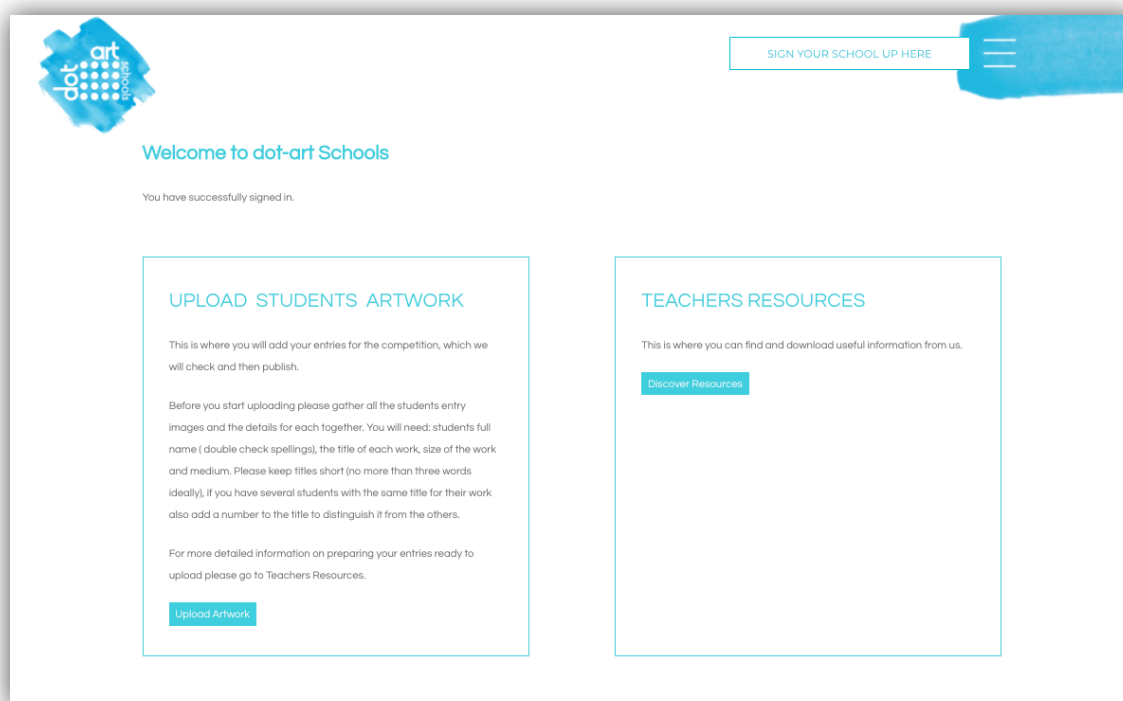 dot art schools
SIGN YOUR SCHOOL UP HERE
Welcome to dot-art Schools
You have successfully signed in.
UPLOAD STUDENTS ARTWORK
This is where you will add your entries for the competition, which we
will check and then publish.
Before you start uploading please gather all the students entry
images and the details for each together. You will need: students full
name ( double check spellings), the title of each work, size of the work
and medium. Please keep titles short (no more than three words
ideally), if you have several students with the same title for their work
also add a number to the title to distinguish it from the others.
For more detailed information on preparing your entries ready to
upload please go to Teachers Resources.
Upload Artwork
TEACHERS RESOURCES
This is where you can find and download useful information from us.
Discover Resources